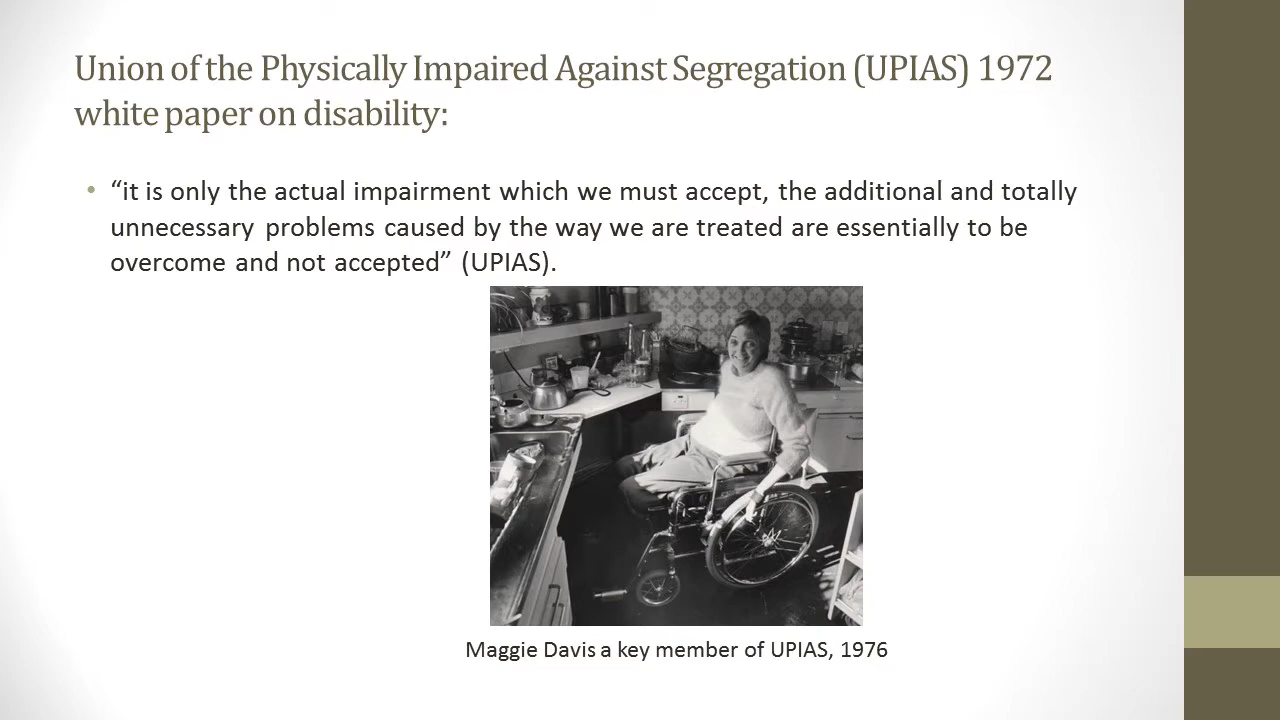 Union of the Physically Impaired Against Segregation (UPIAS) 1972
white paper on disability:
• “it is only the actual impairment which we must accept, the additional and totally
unnecessary problems caused by the way we are treated are essentially to be
overcome and not accepted” (UPIAS).
Maggie Davis a key member of UPIAS, 1976